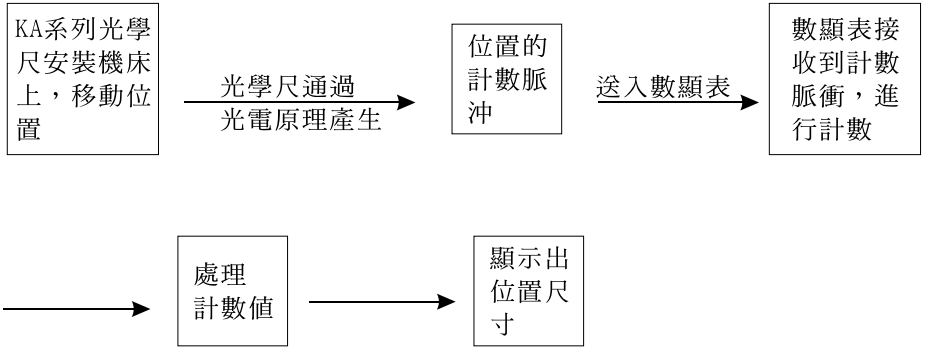 KA系列光學
尺安裝機床
上，移動位
置
光學尺通過
光電原理產生
位置的
計數脈
沖
送入數顯表
數顯表接
收到計數
脈衝，進
行計數
處理
計數值
顯示出
位置尺
寸